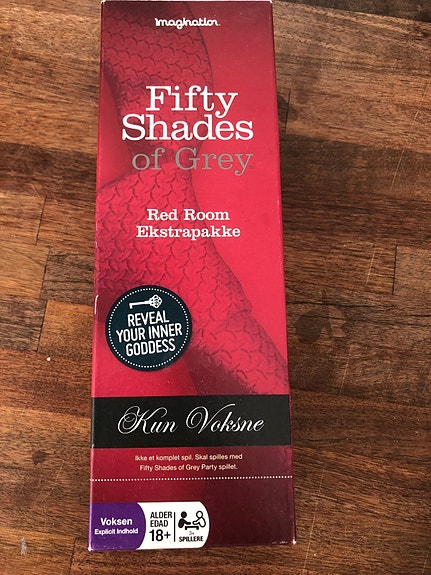 Imagination
Fifty
Shades
of Grey
Red Room
Ekstrapakke
REVEAL
YOUR INNER
GODDESS
Kun Voksne
Ikke et komplet spil. Skal spilles med
Fifty Shades of Grey Party spillet.
Voksen
Explicit Indhold
ALDER
EDAD
18+
3+
SPILLERE